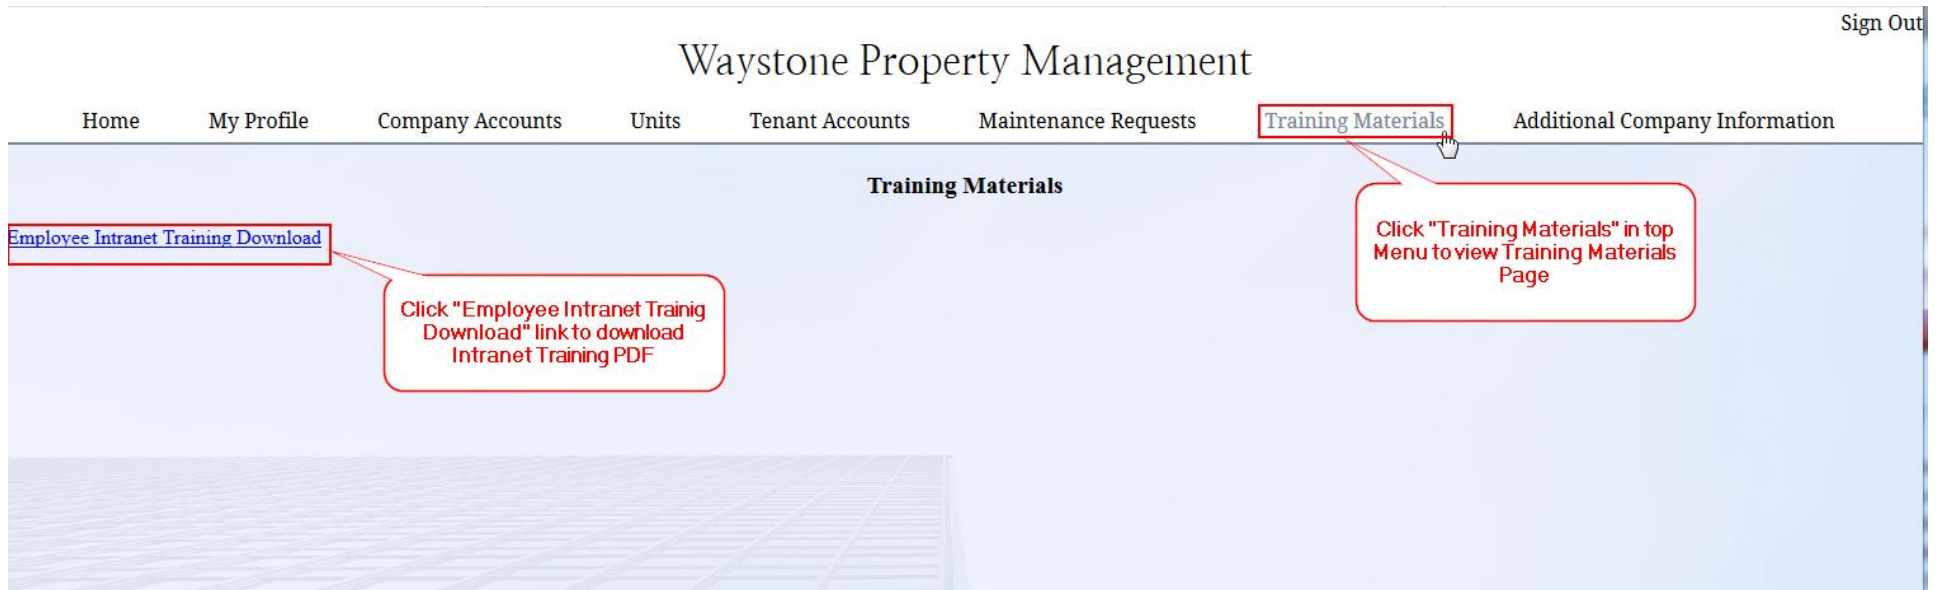 Sign Out
Waystone Property Management
Home My Profile Company Accounts Units Tenant Accounts Maintenance Requests Training Materials Additional Company Information
Training Materials
Employee Intranet Training Download
Click "Training Materials" in top
Menu to view Training Materials
Page
Click "Employee Intranet Trainig
Download" link to download
Intranet Training PDF